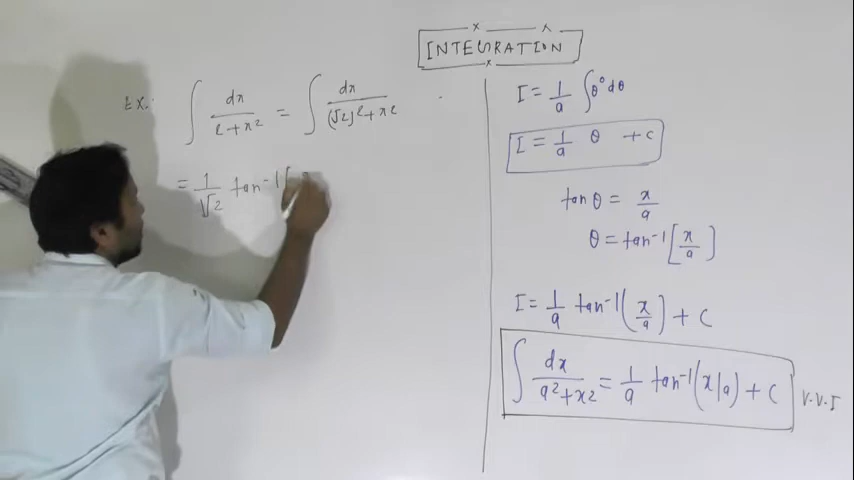 INTEGRATION
Ex:- ∫ dx / (2+x²) = ∫ dx / ((√2)²+x²)
= 1/√2 tan⁻¹[
I = 1/a ∫ θ⁰ dθ
I = 1/a θ + c
tan θ = x/a
θ = tan⁻¹[x/a]
I = 1/a tan⁻¹(x/a) + C
∫ dx / (a²+x²) = 1/a tan⁻¹(x/a) + C
V.V.I